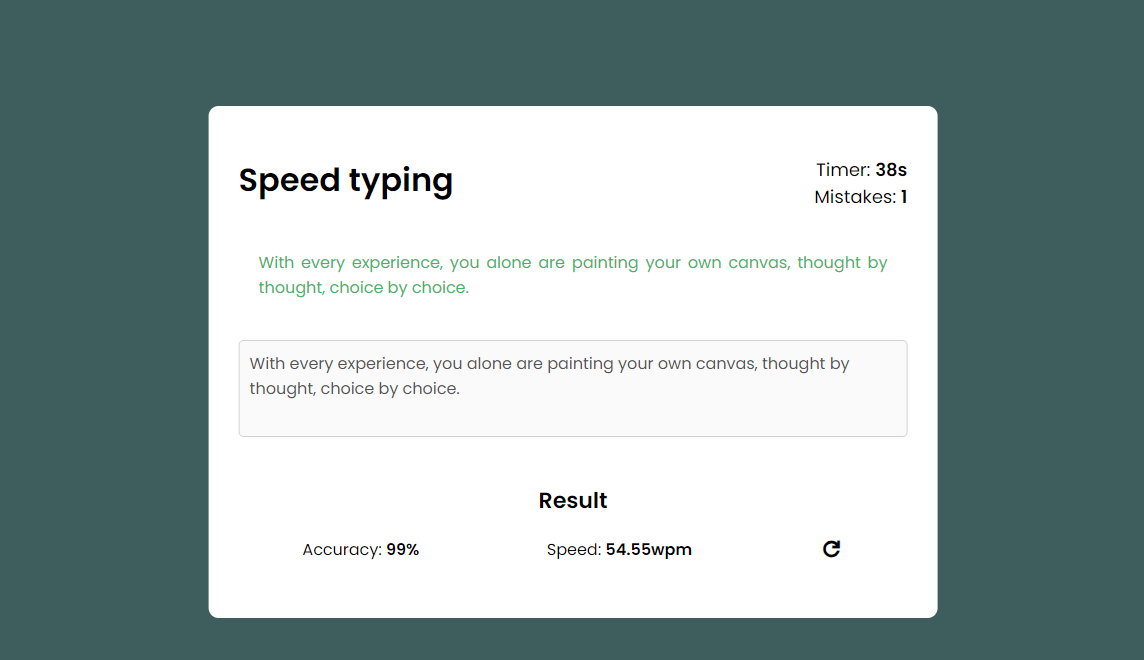 Speed typing
Timer: 38s
Mistakes: 1
With every experience, you alone are painting your own canvas, thought by
thought, choice by choice.
With every experience, you alone are painting your own canvas, thought by
thought, choice by choice.
Result
Accuracy: 99%
Speed: 54.55wpm